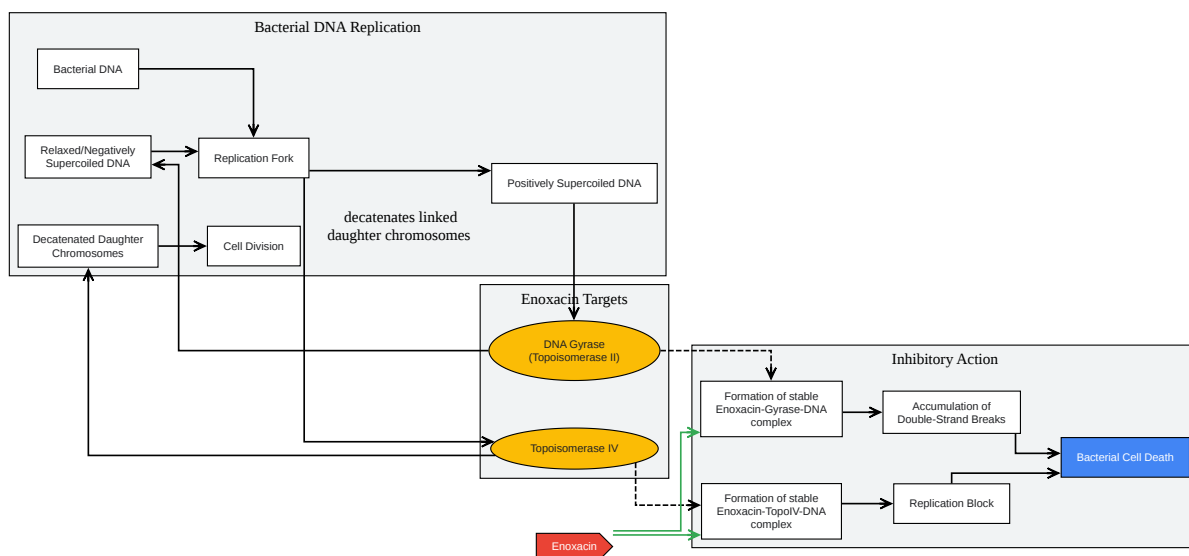 Bacterial DNA Replication
Bacterial DNA
Relaxed/Negatively
Supercoiled DNA
Replication Fork
Positively Supercoiled DNA
decatenates linked
daughter chromosomes
Decatenated Daughter
Chromosomes
Cell Division
Enoxacin Targets
DNA Gyrase
(Topoisomerase II)
Topoisomerase IV
Inhibitory Action
Formation of stable
Enoxacin-Gyrase-DNA
complex
Accumulation of
Double-Strand Breaks
Bacterial Cell Death
Formation of stable
Enoxacin-TopoIV-DNA
complex
Replication Block
Enoxacin